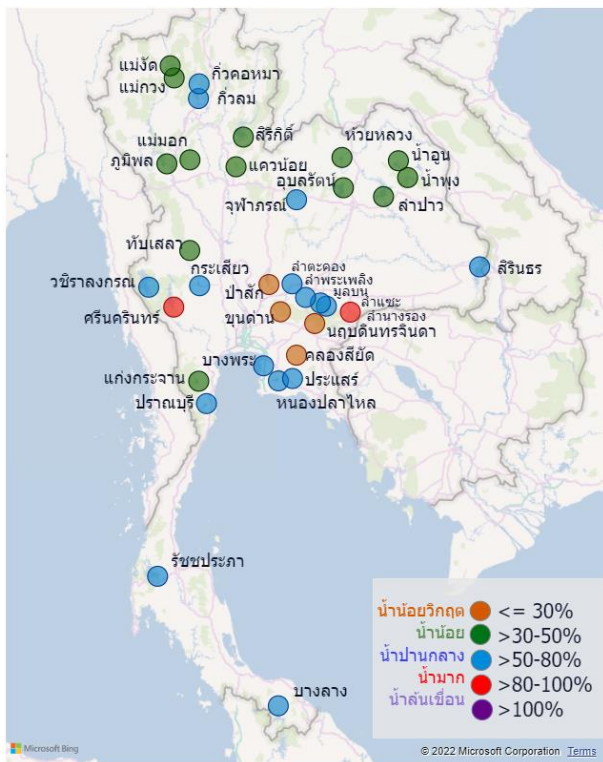 แม่งัด
แม่กวง
กิ่วคอหมา
กิ่วลม
สิริกิติ์
ห้วยหลวง
แม่มอก
ภูมิพล
แควน้อย
อุบลรัตน์
น้ำอูน
น้ำพุง
จุฬาภรณ์
ลำปาว
ทับเสลา
กระเสียว
วชิราลงกรณ
ศรีนครินทร์
ป่าสัก
ขุนด่าน
ลำตะคอง
ลำพระเพลิง
มูลบน
ลำแซะ
ลำนางรอง
นฤบดินทรจินดา
สิรินธร
คลองสียัด
บางพระ
ประแสร์
หนองปลาไหล
แก่งกระจาน
ปราณบุรี
รัชชประภา
บางลาง
น้ำน้อยวิกฤต <= 30%
น้ำน้อย >30-50%
น้ำปานกลาง >50-80%
น้ำมาก >80-100%
น้ำล้นเขื่อน >100%
Microsoft Bing
© 2022 Microsoft Corporation Terms